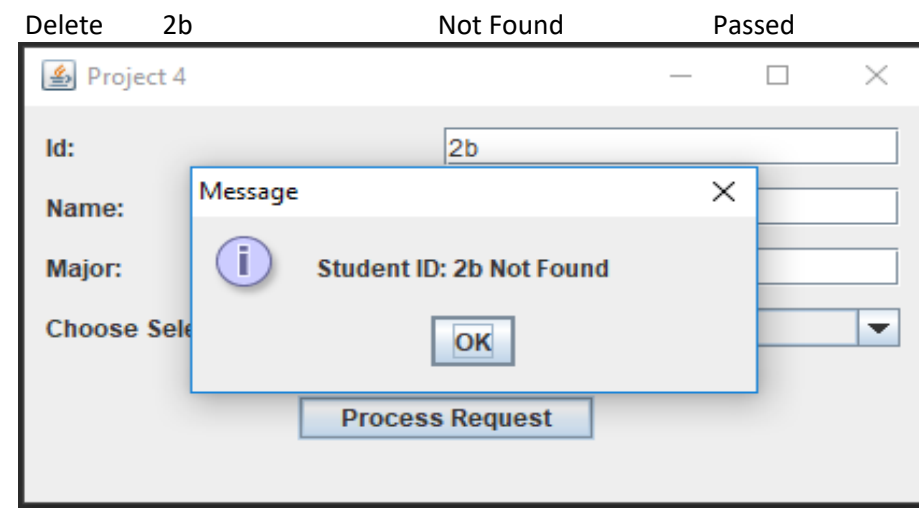 Delete 2b Not Found Passed
Project 4
Id: 2b
Message
Name:
Student ID: 2b Not Found
Major:
Choose Sele
OK
Process Request